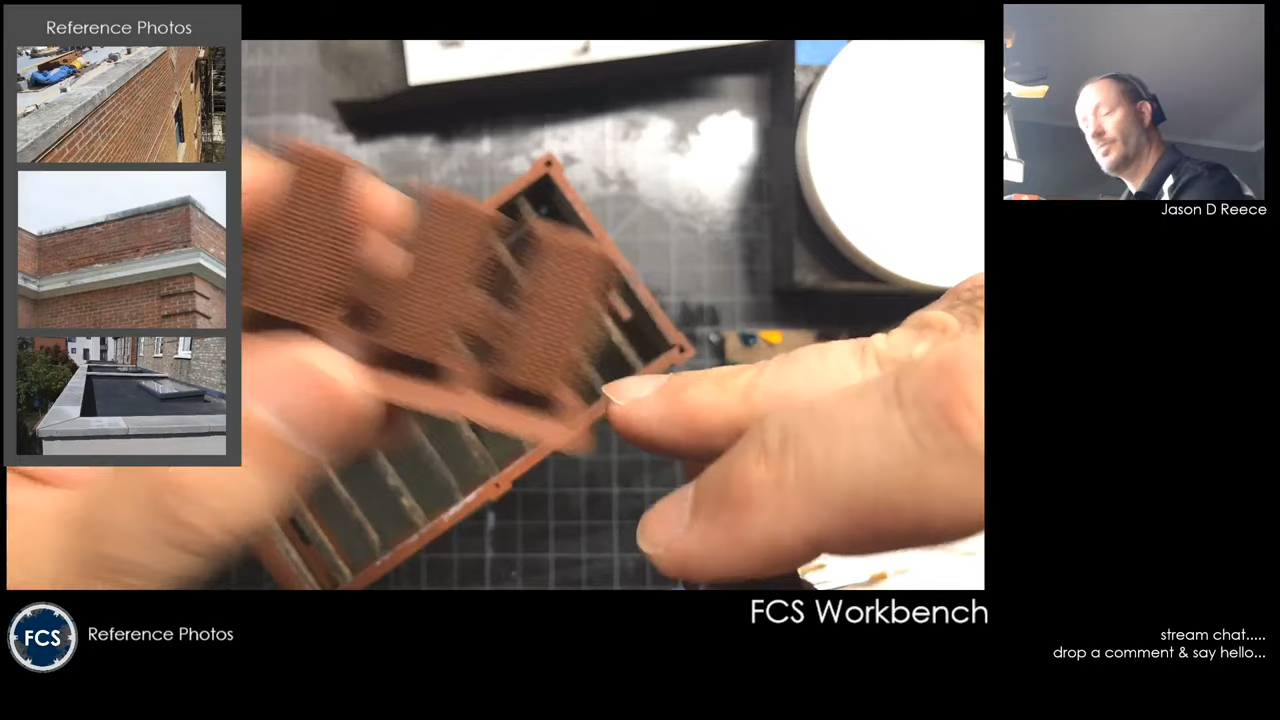 Reference Photos
Jason D Reece
FCS Workbench
FCS
Reference Photos
stream chat.....
drop a comment & say hello...